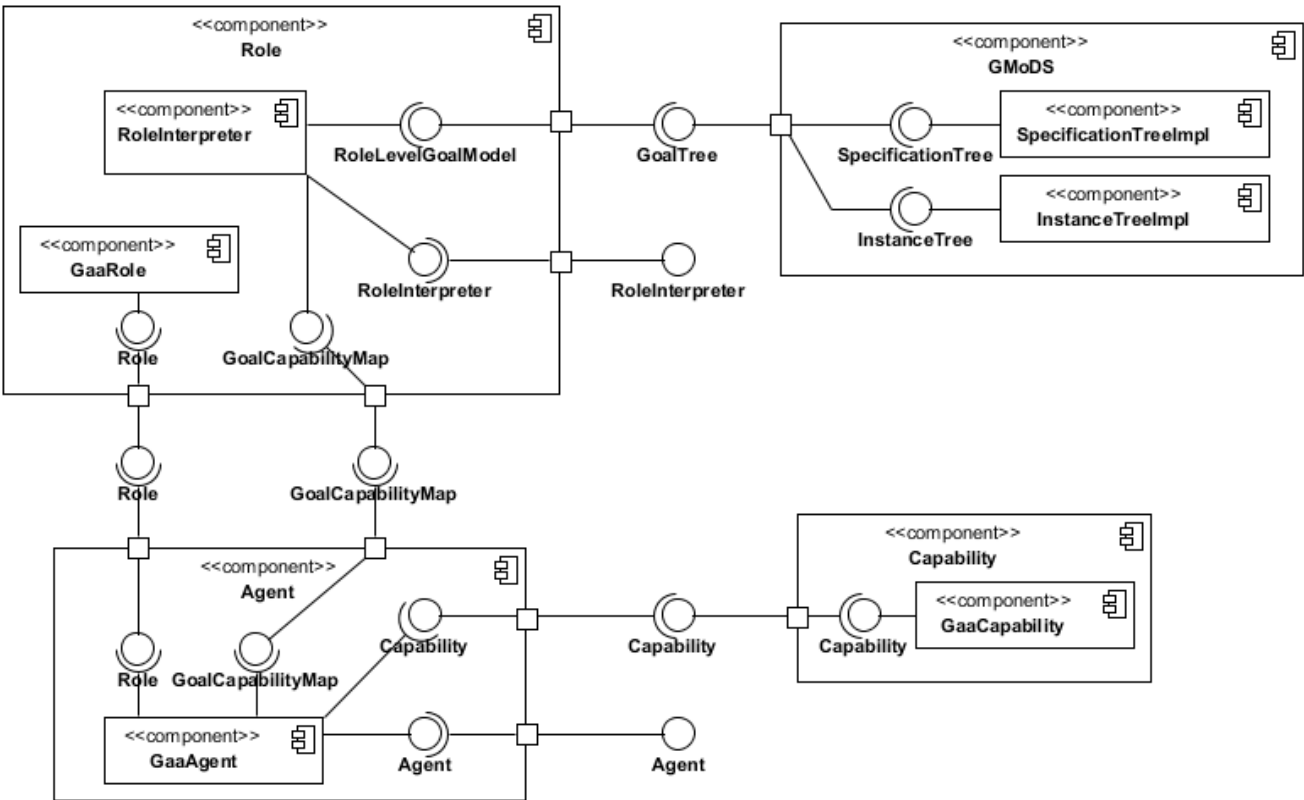 <<component>>
Role
<<component>>
RoleInterpreter
RoleLevelGoalModel
GoalTree
<<component>>
GMoDS
SpecificationTree
<<component>>
SpecificationTreeImpl
InstanceTree
<<component>>
InstanceTreeImpl
<<component>>
GaaRole
RoleInterpreter
RoleInterpreter
Role
GoalCapabilityMap
Role
GoalCapabilityMap
<<component>>
Agent
Capability
Capability
<<component>>
Capability
Capability
<<component>>
GaaCapability
Role
GoalCapabilityMap
<<component>>
GaaAgent
Agent
Agent